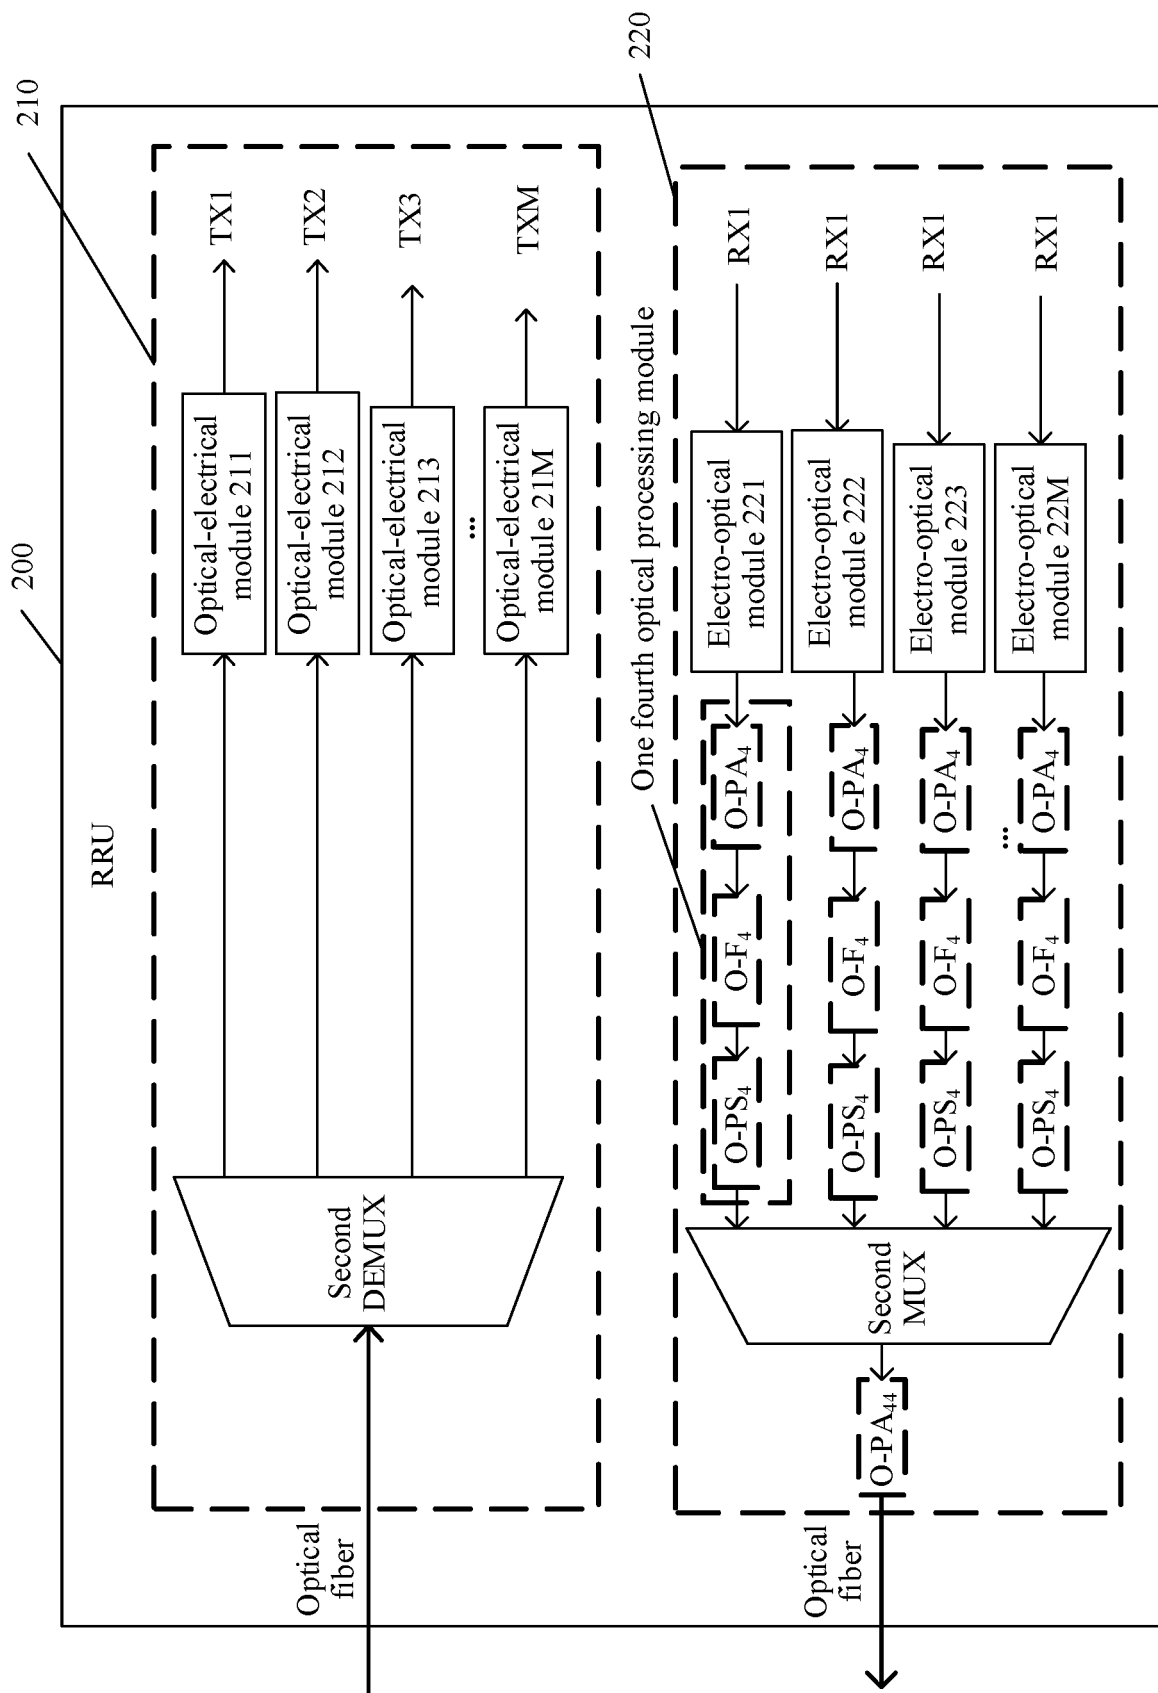 200
210
220
RRU
Optical
fiber
Second
DEMUX
Optical-electrical
module 211
TX1
Optical-electrical
module 212
TX2
Optical-electrical
module 213
TX3
...
Optical-electrical
module 21M
TXM
One fourth optical processing module
Optical
fiber
O-PA44
Second
MUX
O-PS4
O-F4
O-PA4
Electro-optical
module 221
RX1
O-PS4
O-F4
O-PA4
Electro-optical
module 222
RX1
O-PS4
O-F4
O-PA4
Electro-optical
module 223
RX1
...
O-PS4
O-F4
O-PA4
Electro-optical
module 22M
RX1